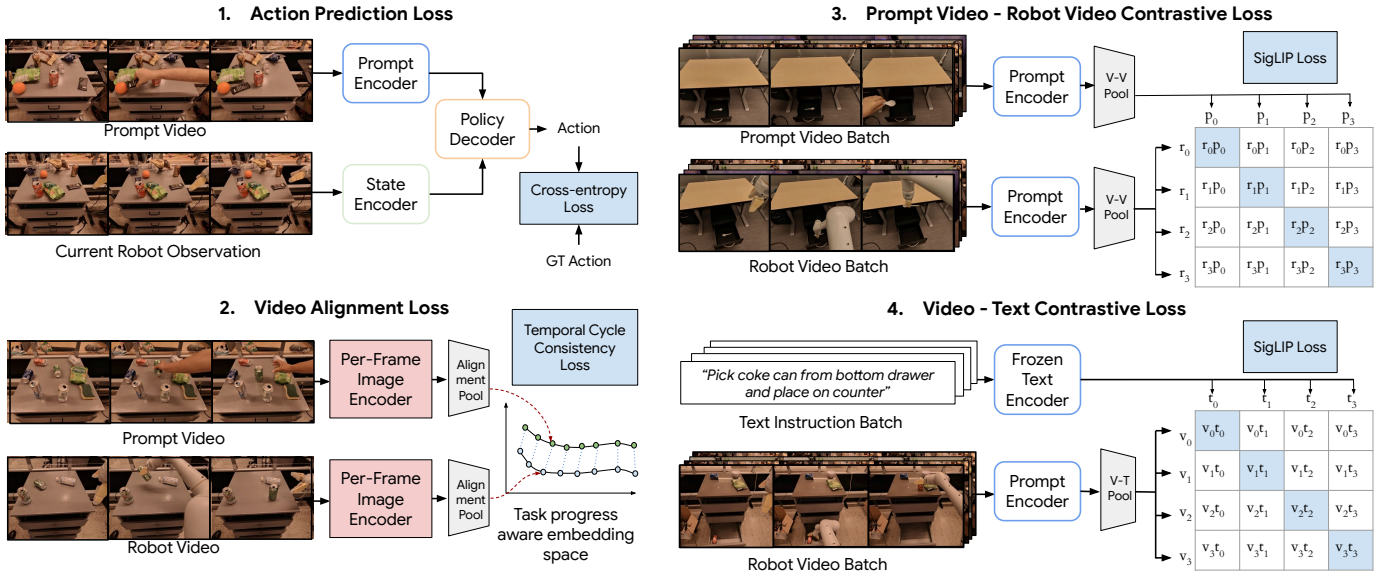 1. Action Prediction Loss
Prompt Video
Current Robot Observation
Prompt
Encoder
State
Encoder
Policy
Decoder
Action
Cross-entropy
Loss
GT Action
2. Video Alignment Loss
Prompt Video
Robot Video
Per-Frame
Image
Encoder
Per-Frame
Image
Encoder
Align
ment
Pool
Align
ment
Pool
Temporal Cycle
Consistency
Loss
Task progress
aware embedding
space
3. Prompt Video - Robot Video Contrastive Loss
Prompt Video Batch
Robot Video Batch
Prompt
Encoder
Prompt
Encoder
V-V
Pool
V-V
Pool
SigLIP Loss
p₀ p₁ p₂ p₃
r₀ r₀p₀ r₀p₁ r₀p₂ r₀p₃
r₁ r₁p₀ r₁p₁ r₁p₂ r₁p₃
r₂ r₂p₀ r₂p₁ r₂p₂ r₂p₃
r₃ r₃p₀ r₃p₁ r₃p₂ r₃p₃
4. Video - Text Contrastive Loss
“Pick coke can from bottom drawer
and place on counter”
Text Instruction Batch
Robot Video Batch
Frozen
Text
Encoder
Prompt
Encoder
V-T
Pool
SigLIP Loss
t₀ t₁ t₂ t₃
v₀ v₀t₀ v₀t₁ v₀t₂ v₀t₃
v₁ v₁t₀ v₁t₁ v₁t₂ v₁t₃
v₂ v₂t₀ v₂t₁ v₂t₂ v₂t₃
v₃ v₃t₀ v₃t₁ v₃t₂ v₃t₃